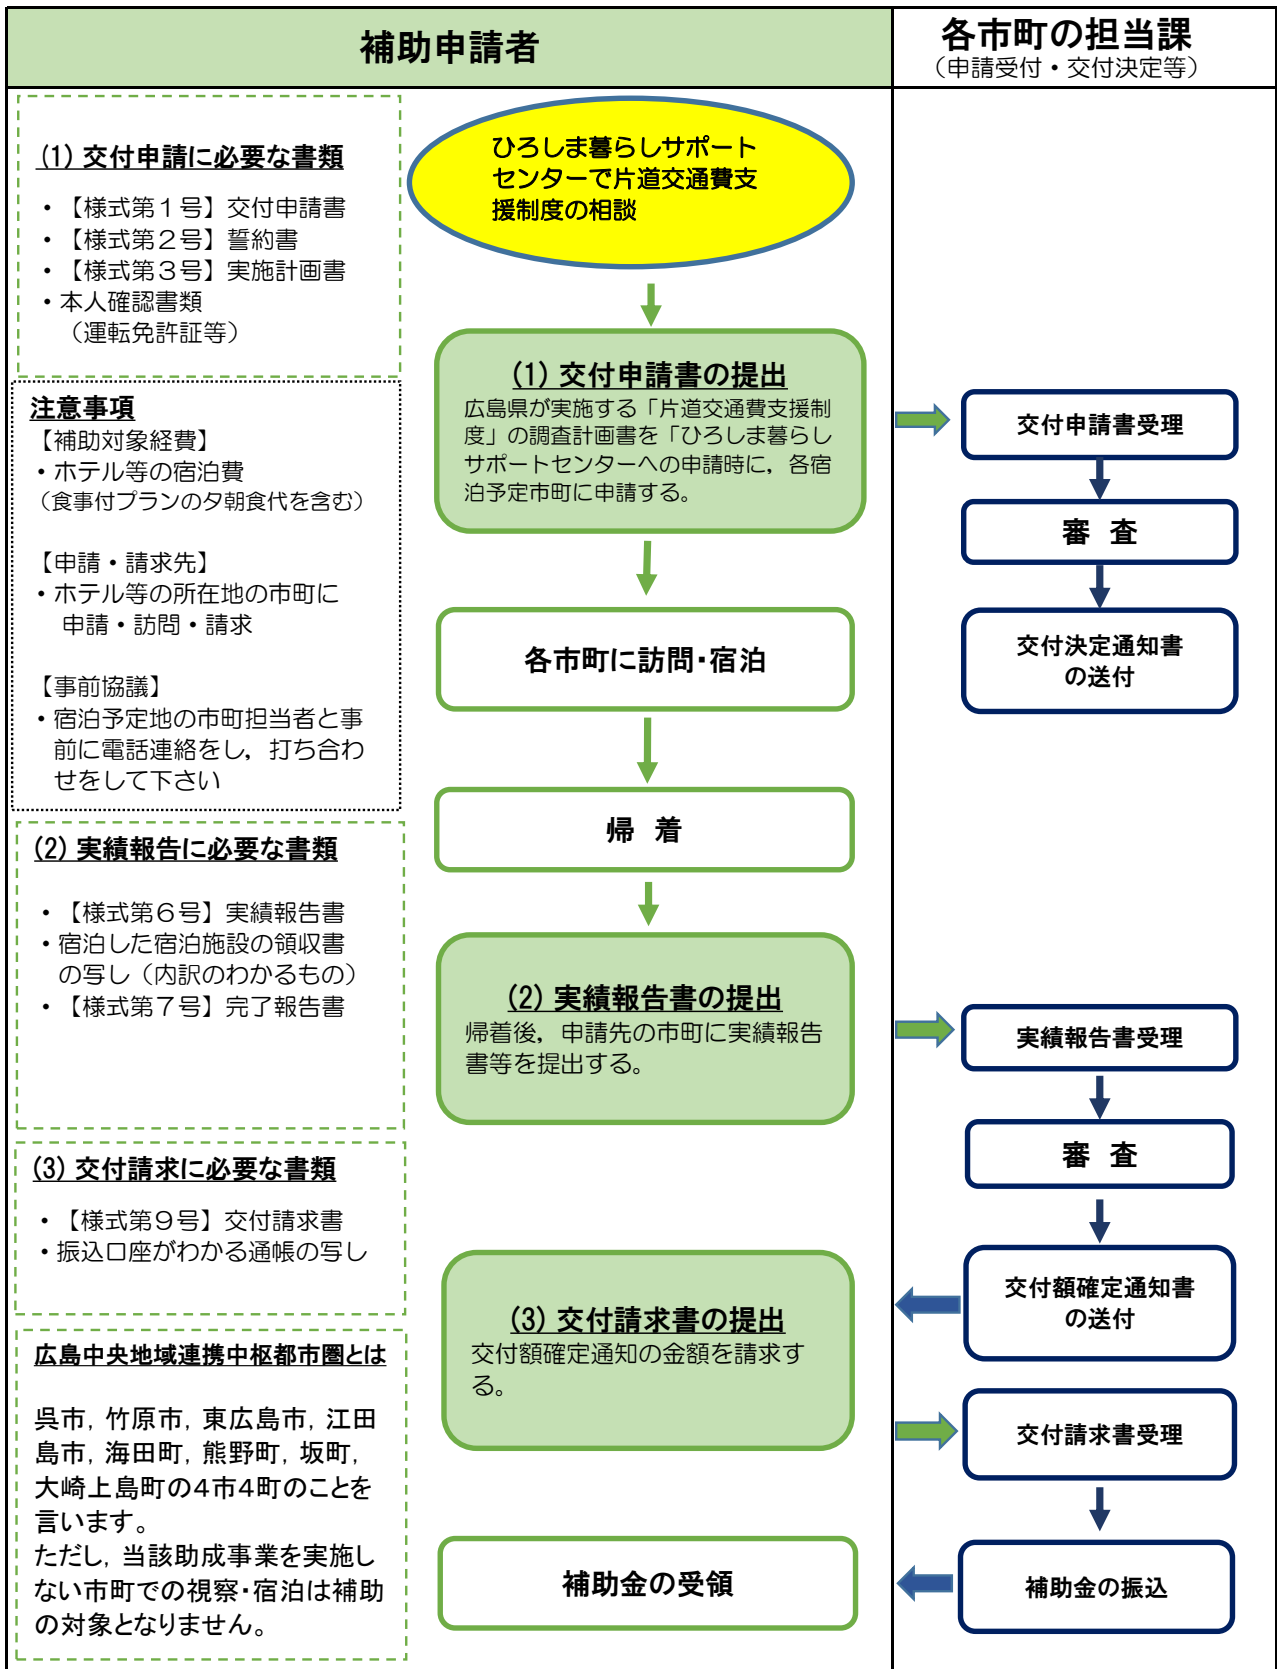 補助申請者
各市町の担当課
（申請受付・交付決定等）
(1) 交付申請に必要な書類
・【様式第１号】交付申請書
・【様式第２号】誓約書
・【様式第３号】実施計画書
・本人確認書類
（運転免許証等）
注意事項
【補助対象経費】
・ホテル等の宿泊費
（食事付プランの夕朝食代を含む）
【申請・請求先】
・ホテル等の所在地の市町に
申請・訪問・請求
【事前協議】
・宿泊予定地の市町担当者と事
前に電話連絡をし，打ち合わ
せをして下さい
(2) 実績報告に必要な書類
・【様式第６号】実績報告書
・宿泊した宿泊施設の領収書
の写し（内訳のわかるもの）
・【様式第７号】完了報告書
(3) 交付請求に必要な書類
・【様式第９号】交付請求書
・振込口座がわかる通帳の写し
広島中央地域連携中枢都市圏とは
呉市，竹原市，東広島市，江田
島市，海田町，熊野町，坂町，
大崎上島町の４市４町のことを
言います。
ただし，当該助成事業を実施し
ない市町での視察・宿泊は補助
の対象となりません。
ひろしま暮らしサポート
センターで片道交通費支
援制度の相談
(1) 交付申請書の提出
広島県が実施する「片道交通費支援制
度」の調査計画書を「ひろしま暮らし
サポートセンターへの申請時に，各宿
泊予定市町に申請する。
各市町に訪問・宿泊
帰　着
(2) 実績報告書の提出
帰着後，申請先の市町に実績報告
書等を提出する。
(3) 交付請求書の提出
交付額確定通知の金額を請求す
る。
補助金の受領
交付申請書受理
審　査
交付決定通知書
の送付
実績報告書受理
審　査
交付額確定通知書
の送付
交付請求書受理
補助金の振込